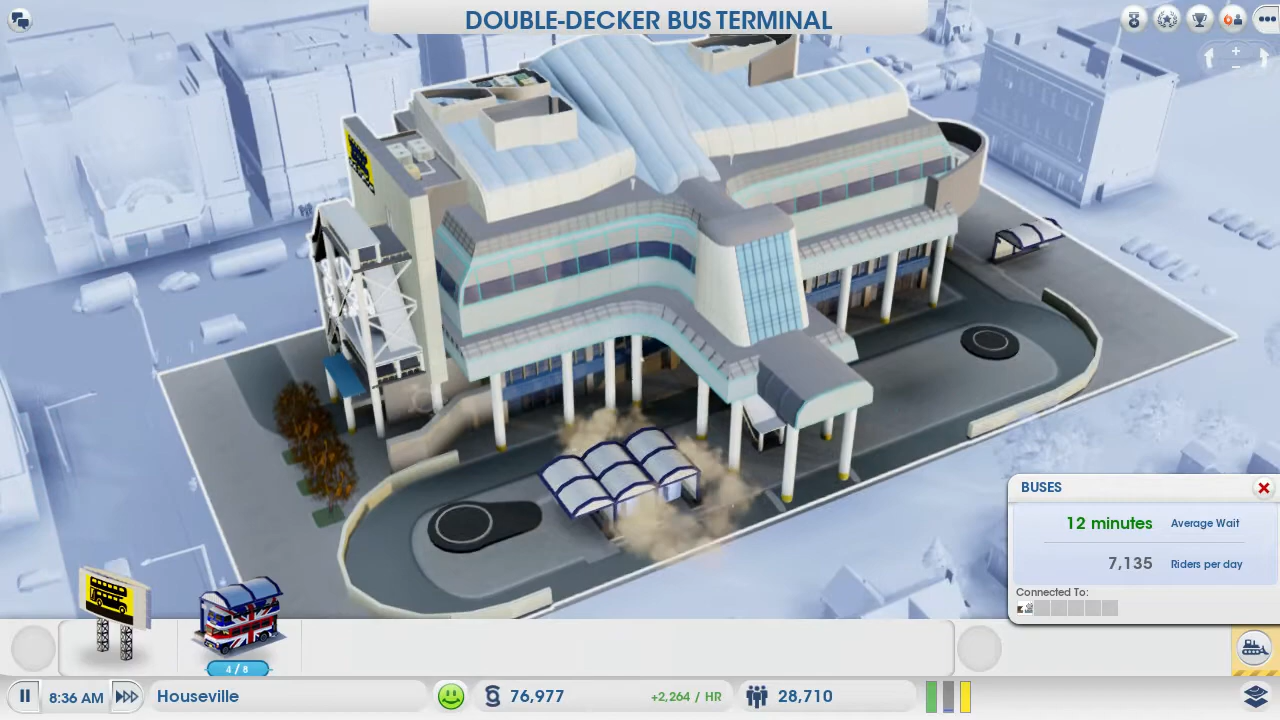 DOUBLE-DECKER BUS TERMINAL
BUSES
12 minutes Average Wait
7,135 Riders per day
Connected To:
4 / 8
8:36 AM Houseville 76,977 +2,264 / HR 28,710